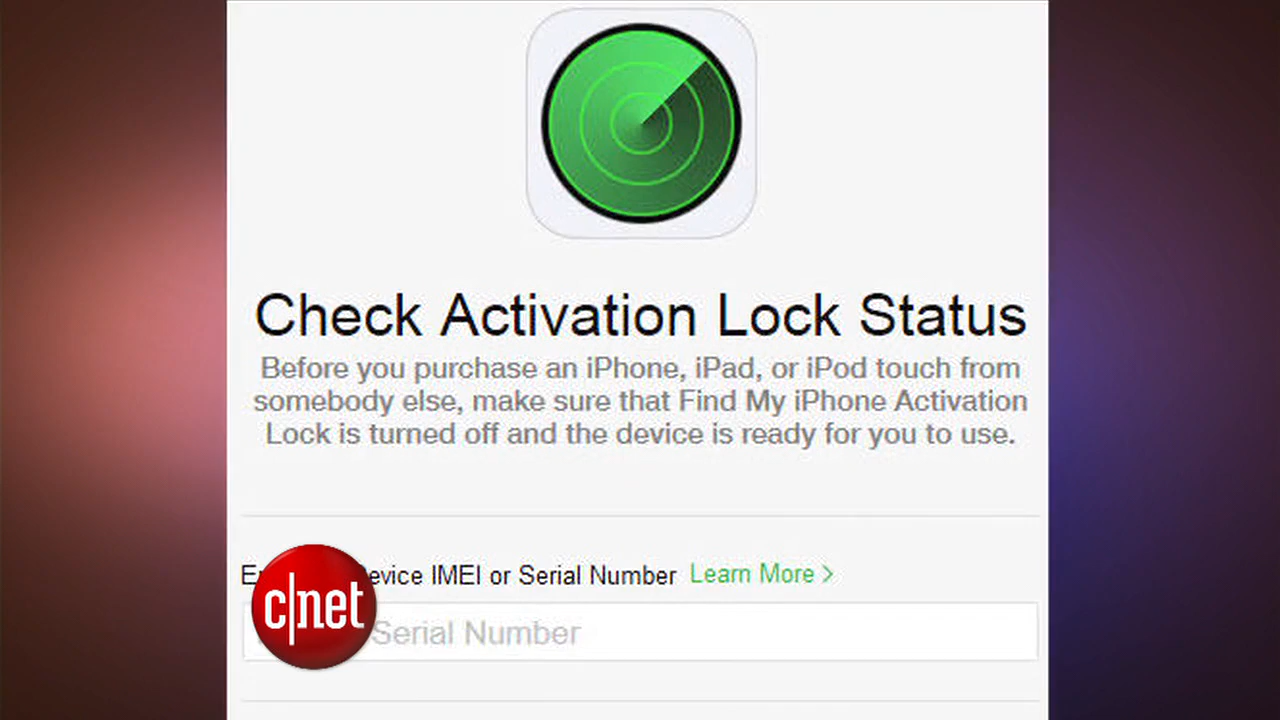 Check Activation Lock Status
Before you purchase an iPhone, iPad, or iPod touch from
somebody else, make sure that Find My iPhone Activation
Lock is turned off and the device is ready for you to use.
IMEI or Serial Number Learn More >
Serial Number
c|net